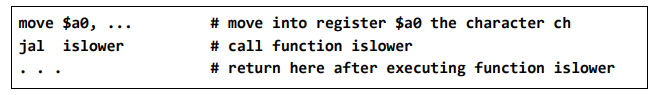 move $a0, ... # move into register $a0 the character ch
jal islower # call function islower
. . . # return here after executing function islower